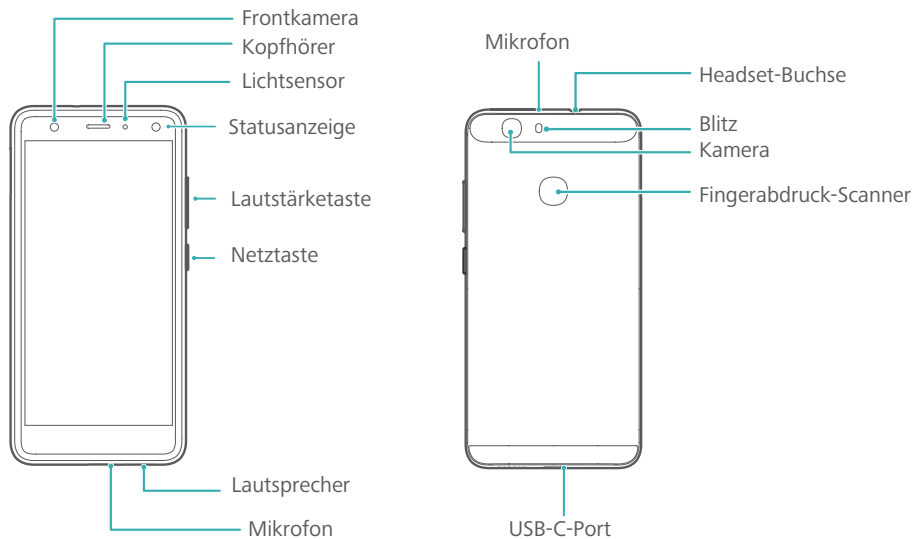 Frontkamera
Kopfhörer
Lichtsensor
Statusanzeige
Lautstärketaste
Netztaste
Lautsprecher
Mikrofon
Mikrofon
Headset-Buchse
Blitz
Kamera
Fingerabdruck-Scanner
USB-C-Port